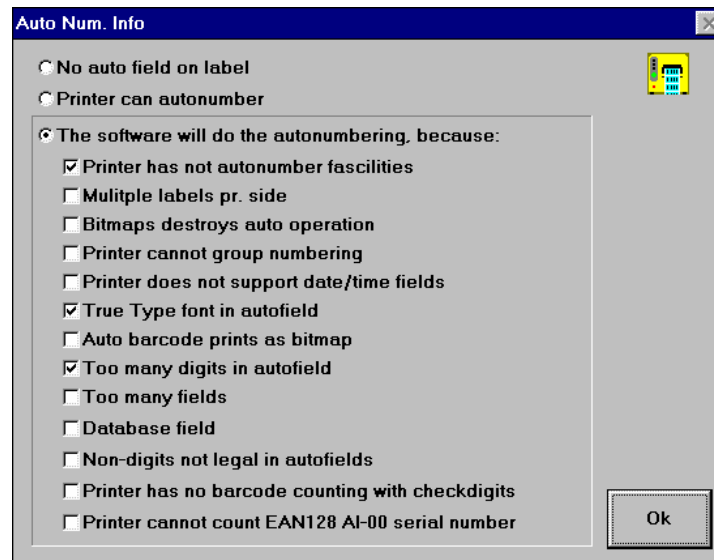 Auto Num. Info
No auto field on label
Printer can autonumber
The software will do the autonumbering, because:
Printer has not autonumber fascilities
Mulitple labels pr. side
Bitmaps destroys auto operation
Printer cannot group numbering
Printer does not support date/time fields
True Type font in autofield
Auto barcode prints as bitmap
Too many digits in autofield
Too many fields
Database field
Non-digits not legal in autofields
Printer has no barcode counting with checkdigits
Printer cannot count EAN128 AI-00 serial number
Ok